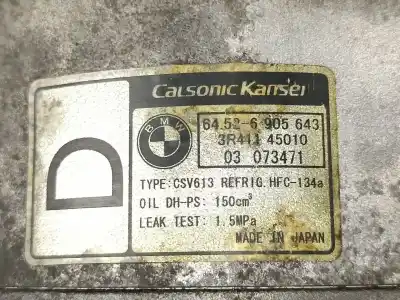 CALSONIC Kansei
BMW
64.52-6 905 643
3R411 45010
03 073471
D
TYPE: CSV613 REFRIG. HFC-134a
OIL DH-PS: 150cm³
LEAK TEST: 1.5MPa
MADE IN JAPAN